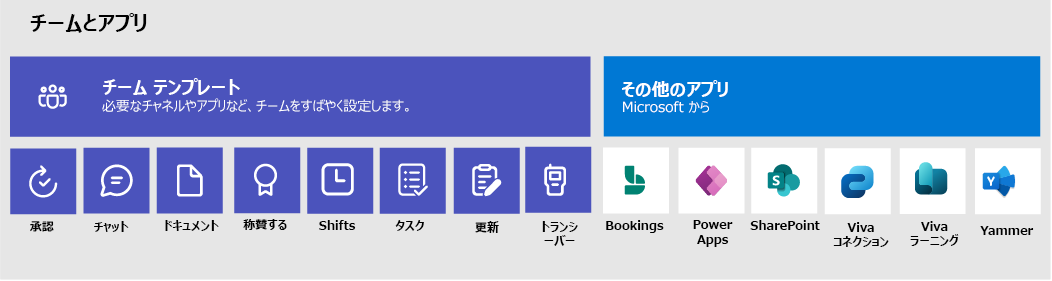 チームとアプリ
チーム テンプレート
必要なチャネルやアプリなど、チームをすばやく設定します。
その他のアプリ
Microsoft から
承認
チャット
ドキュメント
称賛する
Shifts
タスク
更新
トランシ
ーバー
Bookings
Power
Apps
S
SharePoint
Viva
コネクション
Viva
ラーニング
Y
Yammer